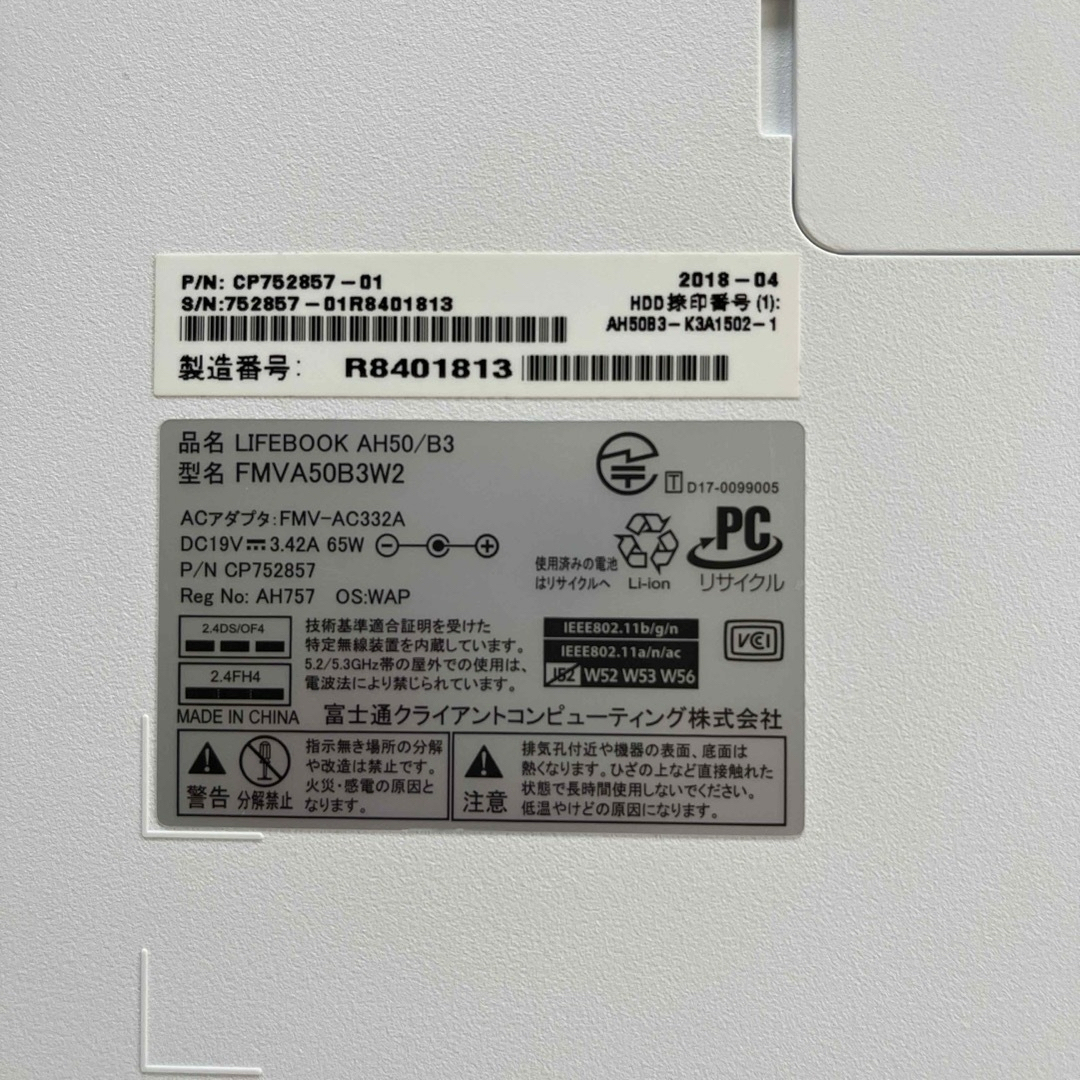 P/N: CP752857-01
2018-04
S/N:752857-01R8401813
HDD捺印番号(1):
AH50B3-K3A1502-1
製造番号: R8401813
品名 LIFEBOOK AH50/B3
型名 FMVA50B3W2
T D17-0099005
ACアダプタ:FMV-AC332A
DC19V 3.42A 65W
P/N CP752857
Reg No: AH757 OS:WAP
使用済みの電池
はリサイクルへ
Li-ion
PC
リサイクル
2.4DS/OF4
2.4FH4
技術基準適合証明を受けた
特定無線装置を内蔵しています。
5.2/5.3GHz帯の屋外での使用は、
電波法により禁じられています。
IEEE802.11b/g/n
IEEE802.11a/n/ac
J52 W52 W53 W56
VCI
MADE IN CHINA 富士通クライアントコンピューティング株式会社
警告 分解禁止
指示無き場所の分解
や改造は禁止です。
火災・感電の原因と
なります。
注意
排気孔付近や機器の表面、底面は
熱くなります。ひざの上など直接触れた
状態で長時間使用しないでください。
低温やけどの原因になります。